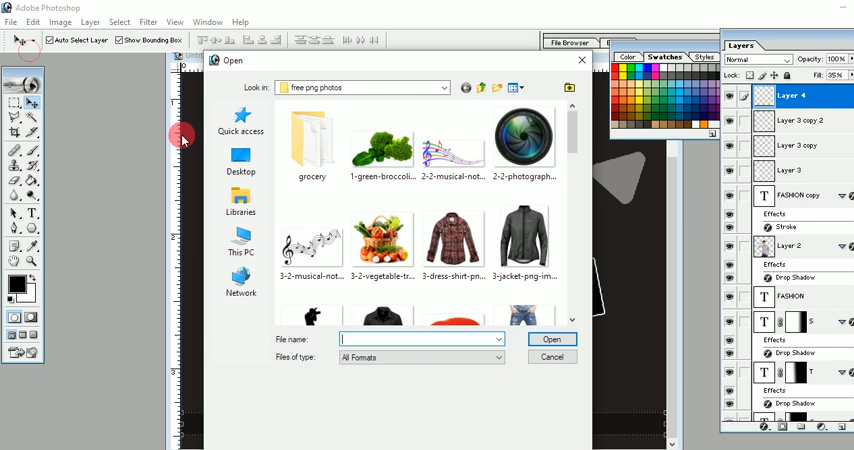 Adobe Photoshop
File Edit Image Layer Select Filter View Window Help
Auto Select Layer Show Bounding Box
File Browser
Open
Look in: free png photos
Quick access
Desktop
Libraries
This PC
Network
grocery 1-green-broccoli... 2-2-musical-not... 2-2-photograph...
3-2-musical-not... 3-2-vegetable-tr... 3-dress-shirt-pn... 3-jacket-png-im...
File name: Open
Files of type: All Formats Cancel
Color Swatches Styles
Layers
Normal Opacity: 100%
Lock: Fill: 35%
Layer 4
Layer 3 copy 2
Layer 3 copy
Layer 3
T FASHION copy
Effects
Stroke
Layer 2
Effects
Drop Shadow
T FASHION
T S
Effects
Drop Shadow
T T
Effects
Drop Shadow
0
1
2
3